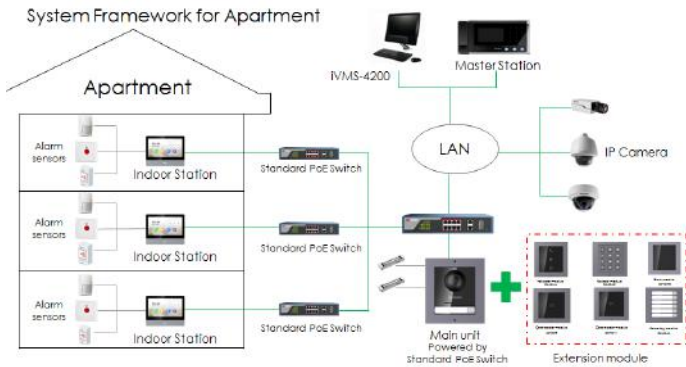 System Framework for Apartment
iVMS-4200
Master Station
Apartment
LAN
IP Camera
Alarm
sensors
Indoor Station
Standard PoE Switch
Alarm
sensors
Indoor Station
Standard PoE Switch
Alarm
sensors
Indoor Station
Standard PoE Switch
Main unit
Powered by
Standard PoE Switch
Extension module